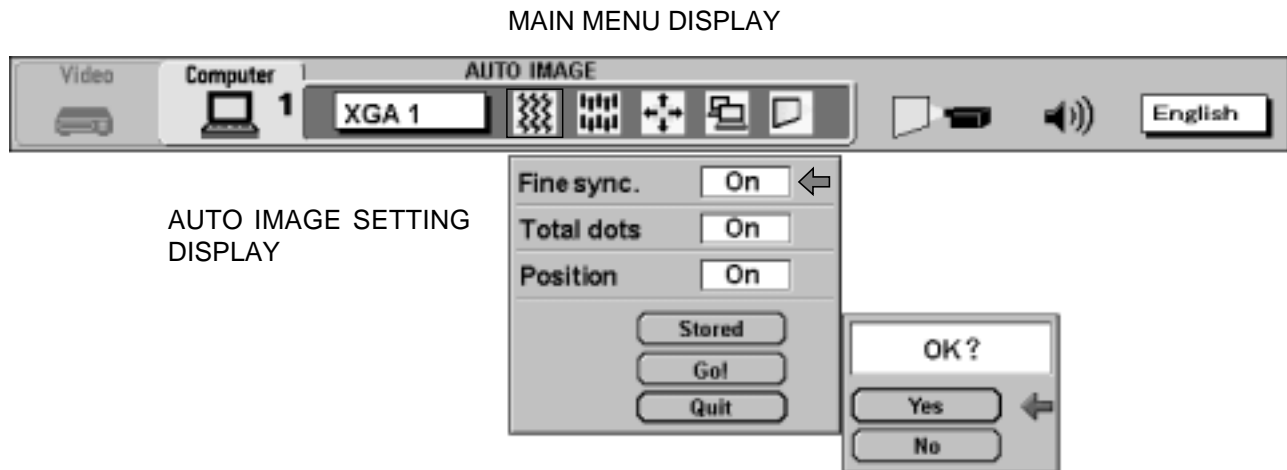 MAIN MENU DISPLAY
Video
Computer 1
AUTO IMAGE
XGA 1
English
AUTO IMAGE SETTING
DISPLAY
Fine sync. On
Total dots On
Position On
Stored
Go!
Quit
OK?
Yes
No